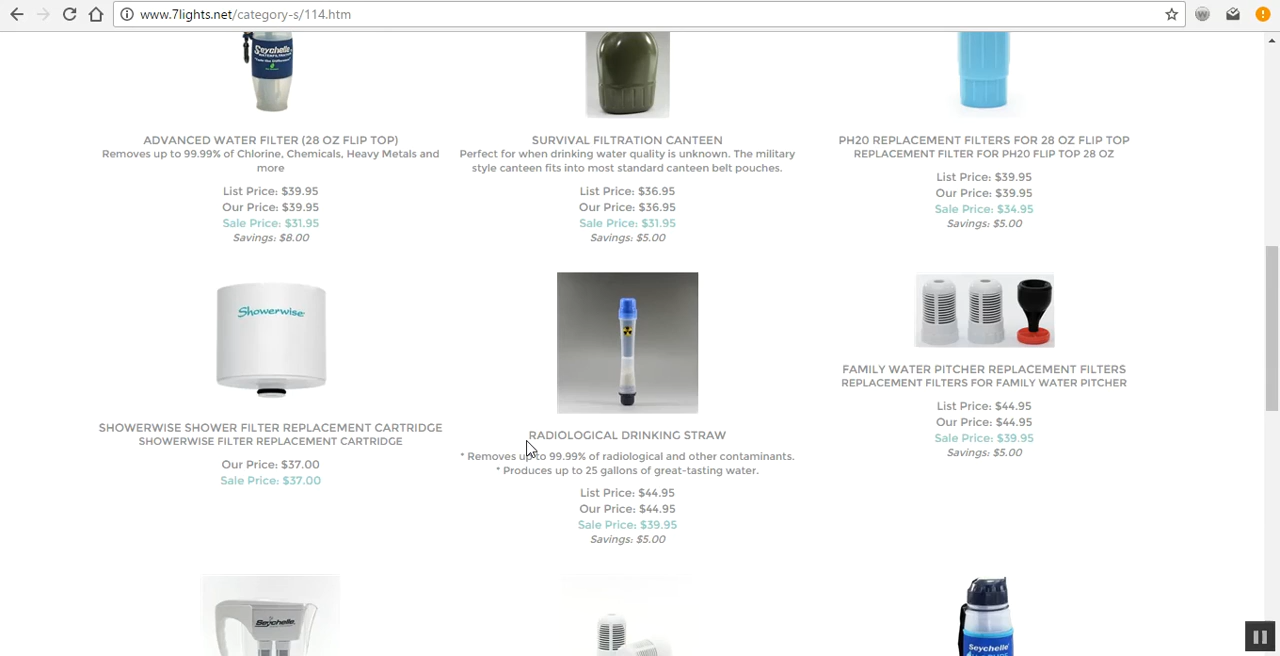 www.7lights.net/category-s/114.htm
Seychelle
ADVANCED WATER FILTER (28 OZ FLIP TOP)
Removes up to 99.99% of Chlorine, Chemicals, Heavy Metals and
more
List Price: $39.95
Our Price: $39.95
Sale Price: $31.95
Savings: $8.00
SURVIVAL FILTRATION CANTEEN
Perfect for when drinking water quality is unknown. The military
style canteen fits into most standard canteen belt pouches.
List Price: $36.95
Our Price: $36.95
Sale Price: $31.95
Savings: $5.00
PH20 REPLACEMENT FILTERS FOR 28 OZ FLIP TOP
REPLACEMENT FILTER FOR PH20 FLIP TOP 28 OZ
List Price: $39.95
Our Price: $39.95
Sale Price: $34.95
Savings: $5.00
Showerwise
SHOWERWISE SHOWER FILTER REPLACEMENT CARTRIDGE
SHOWERWISE FILTER REPLACEMENT CARTRIDGE
Our Price: $37.00
Sale Price: $37.00
RADIOLOGICAL DRINKING STRAW
* Removes up to 99.99% of radiological and other contaminants.
* Produces up to 25 gallons of great-tasting water.
List Price: $44.95
Our Price: $44.95
Sale Price: $39.95
Savings: $5.00
FAMILY WATER PITCHER REPLACEMENT FILTERS
REPLACEMENT FILTERS FOR FAMILY WATER PITCHER
List Price: $44.95
Our Price: $44.95
Sale Price: $39.95
Savings: $5.00
Seychelle
Seychelle